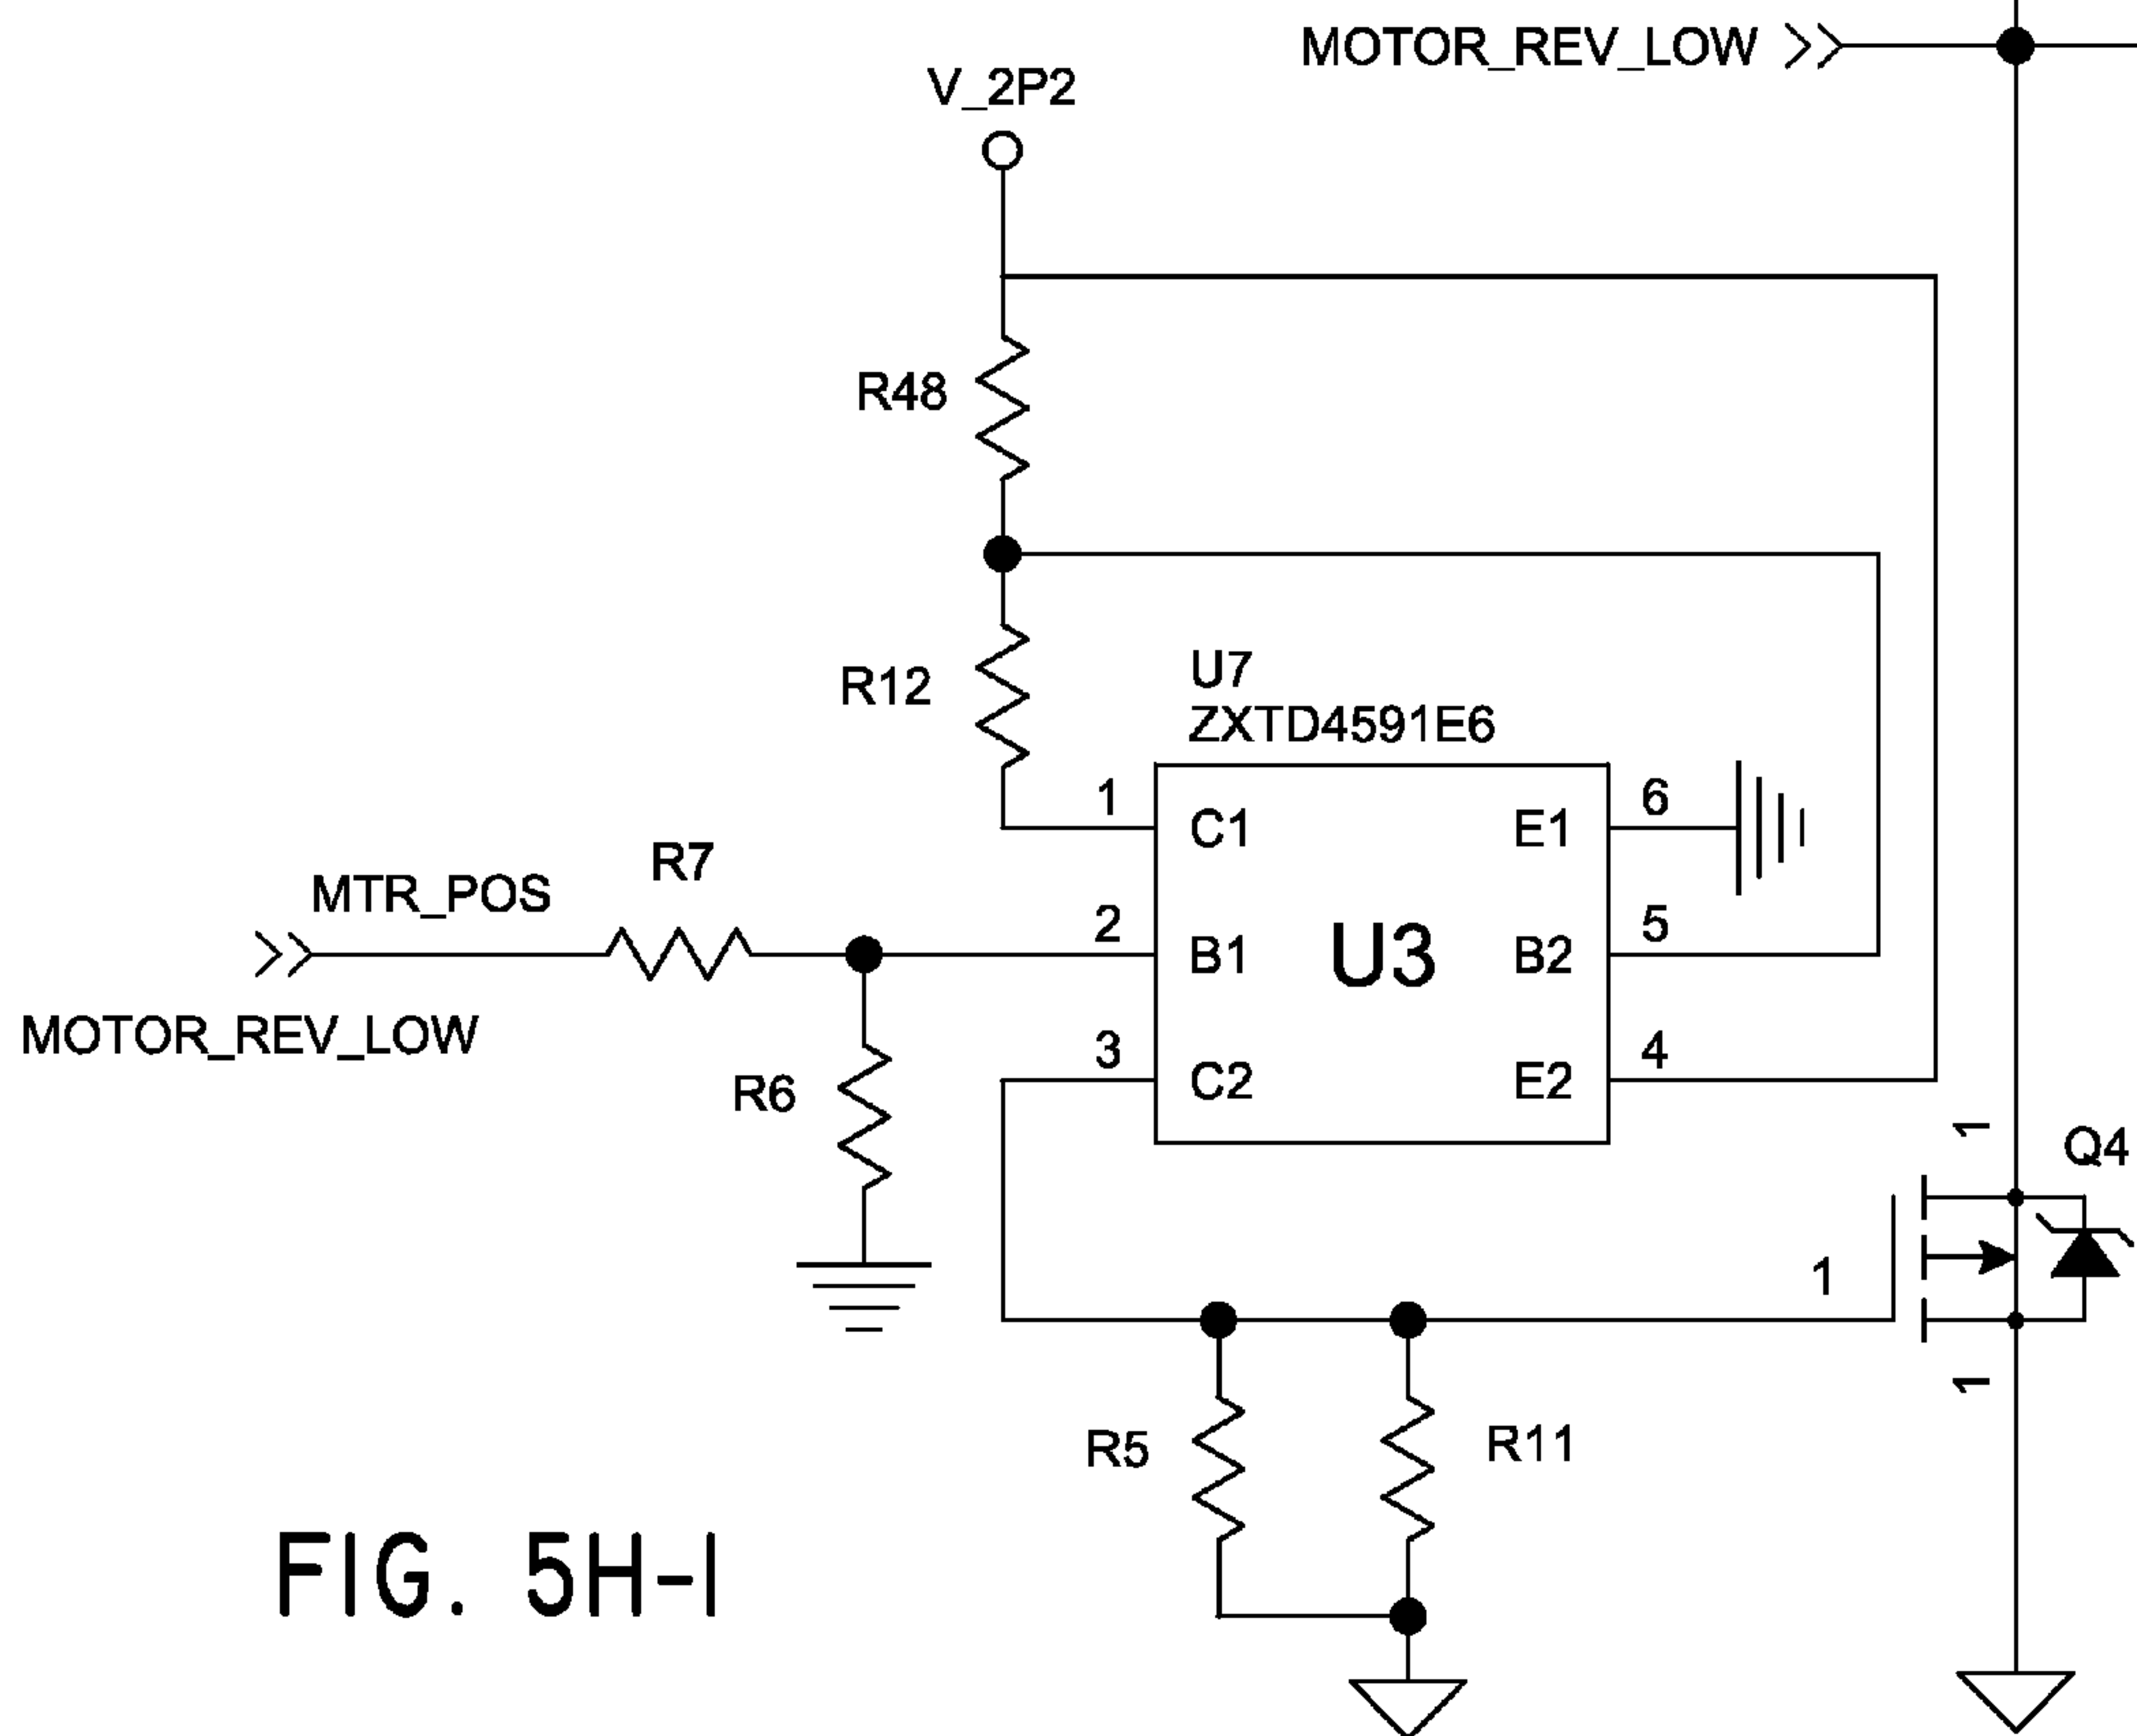 MOTOR_REV_LOW
V_2P2
R48
R12
U7
ZXTD4591E6
1 C1 E1 6
R7
MTR_POS
2 B1 U3 B2 5
MOTOR_REV_LOW
3 C2 E2 4
R6
1
Q4
1
1
R5
R11
FIG. 5H-1